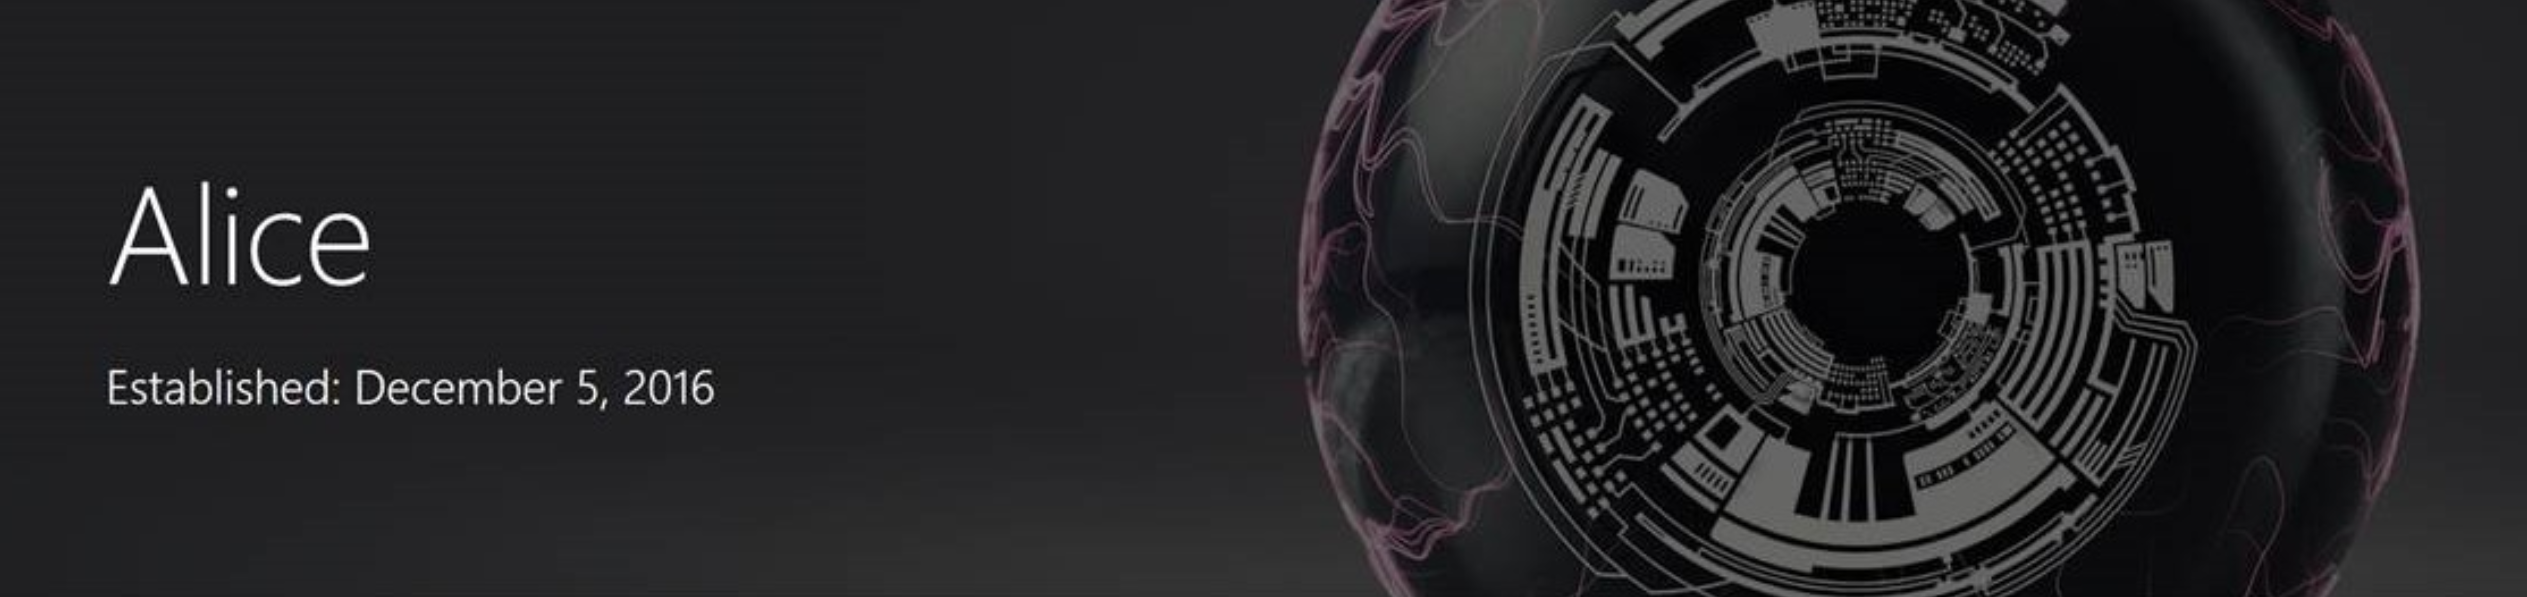 Alice
Established: December 5, 2016